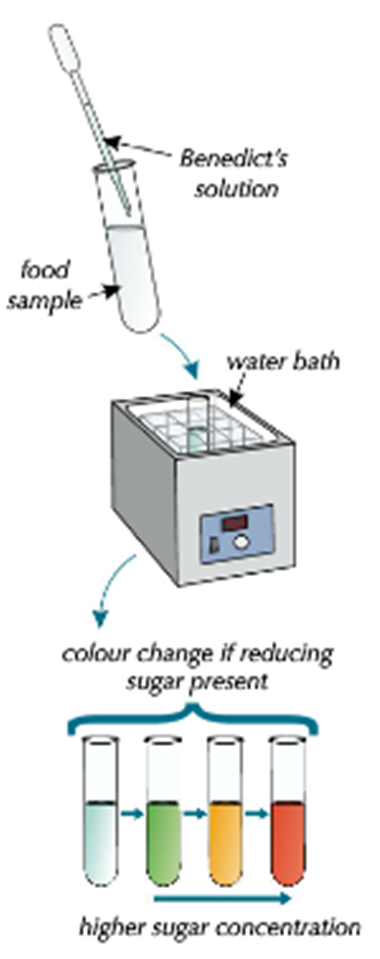 Benedict's
solution
food
sample
water bath
colour change if reducing
sugar present
higher sugar concentration